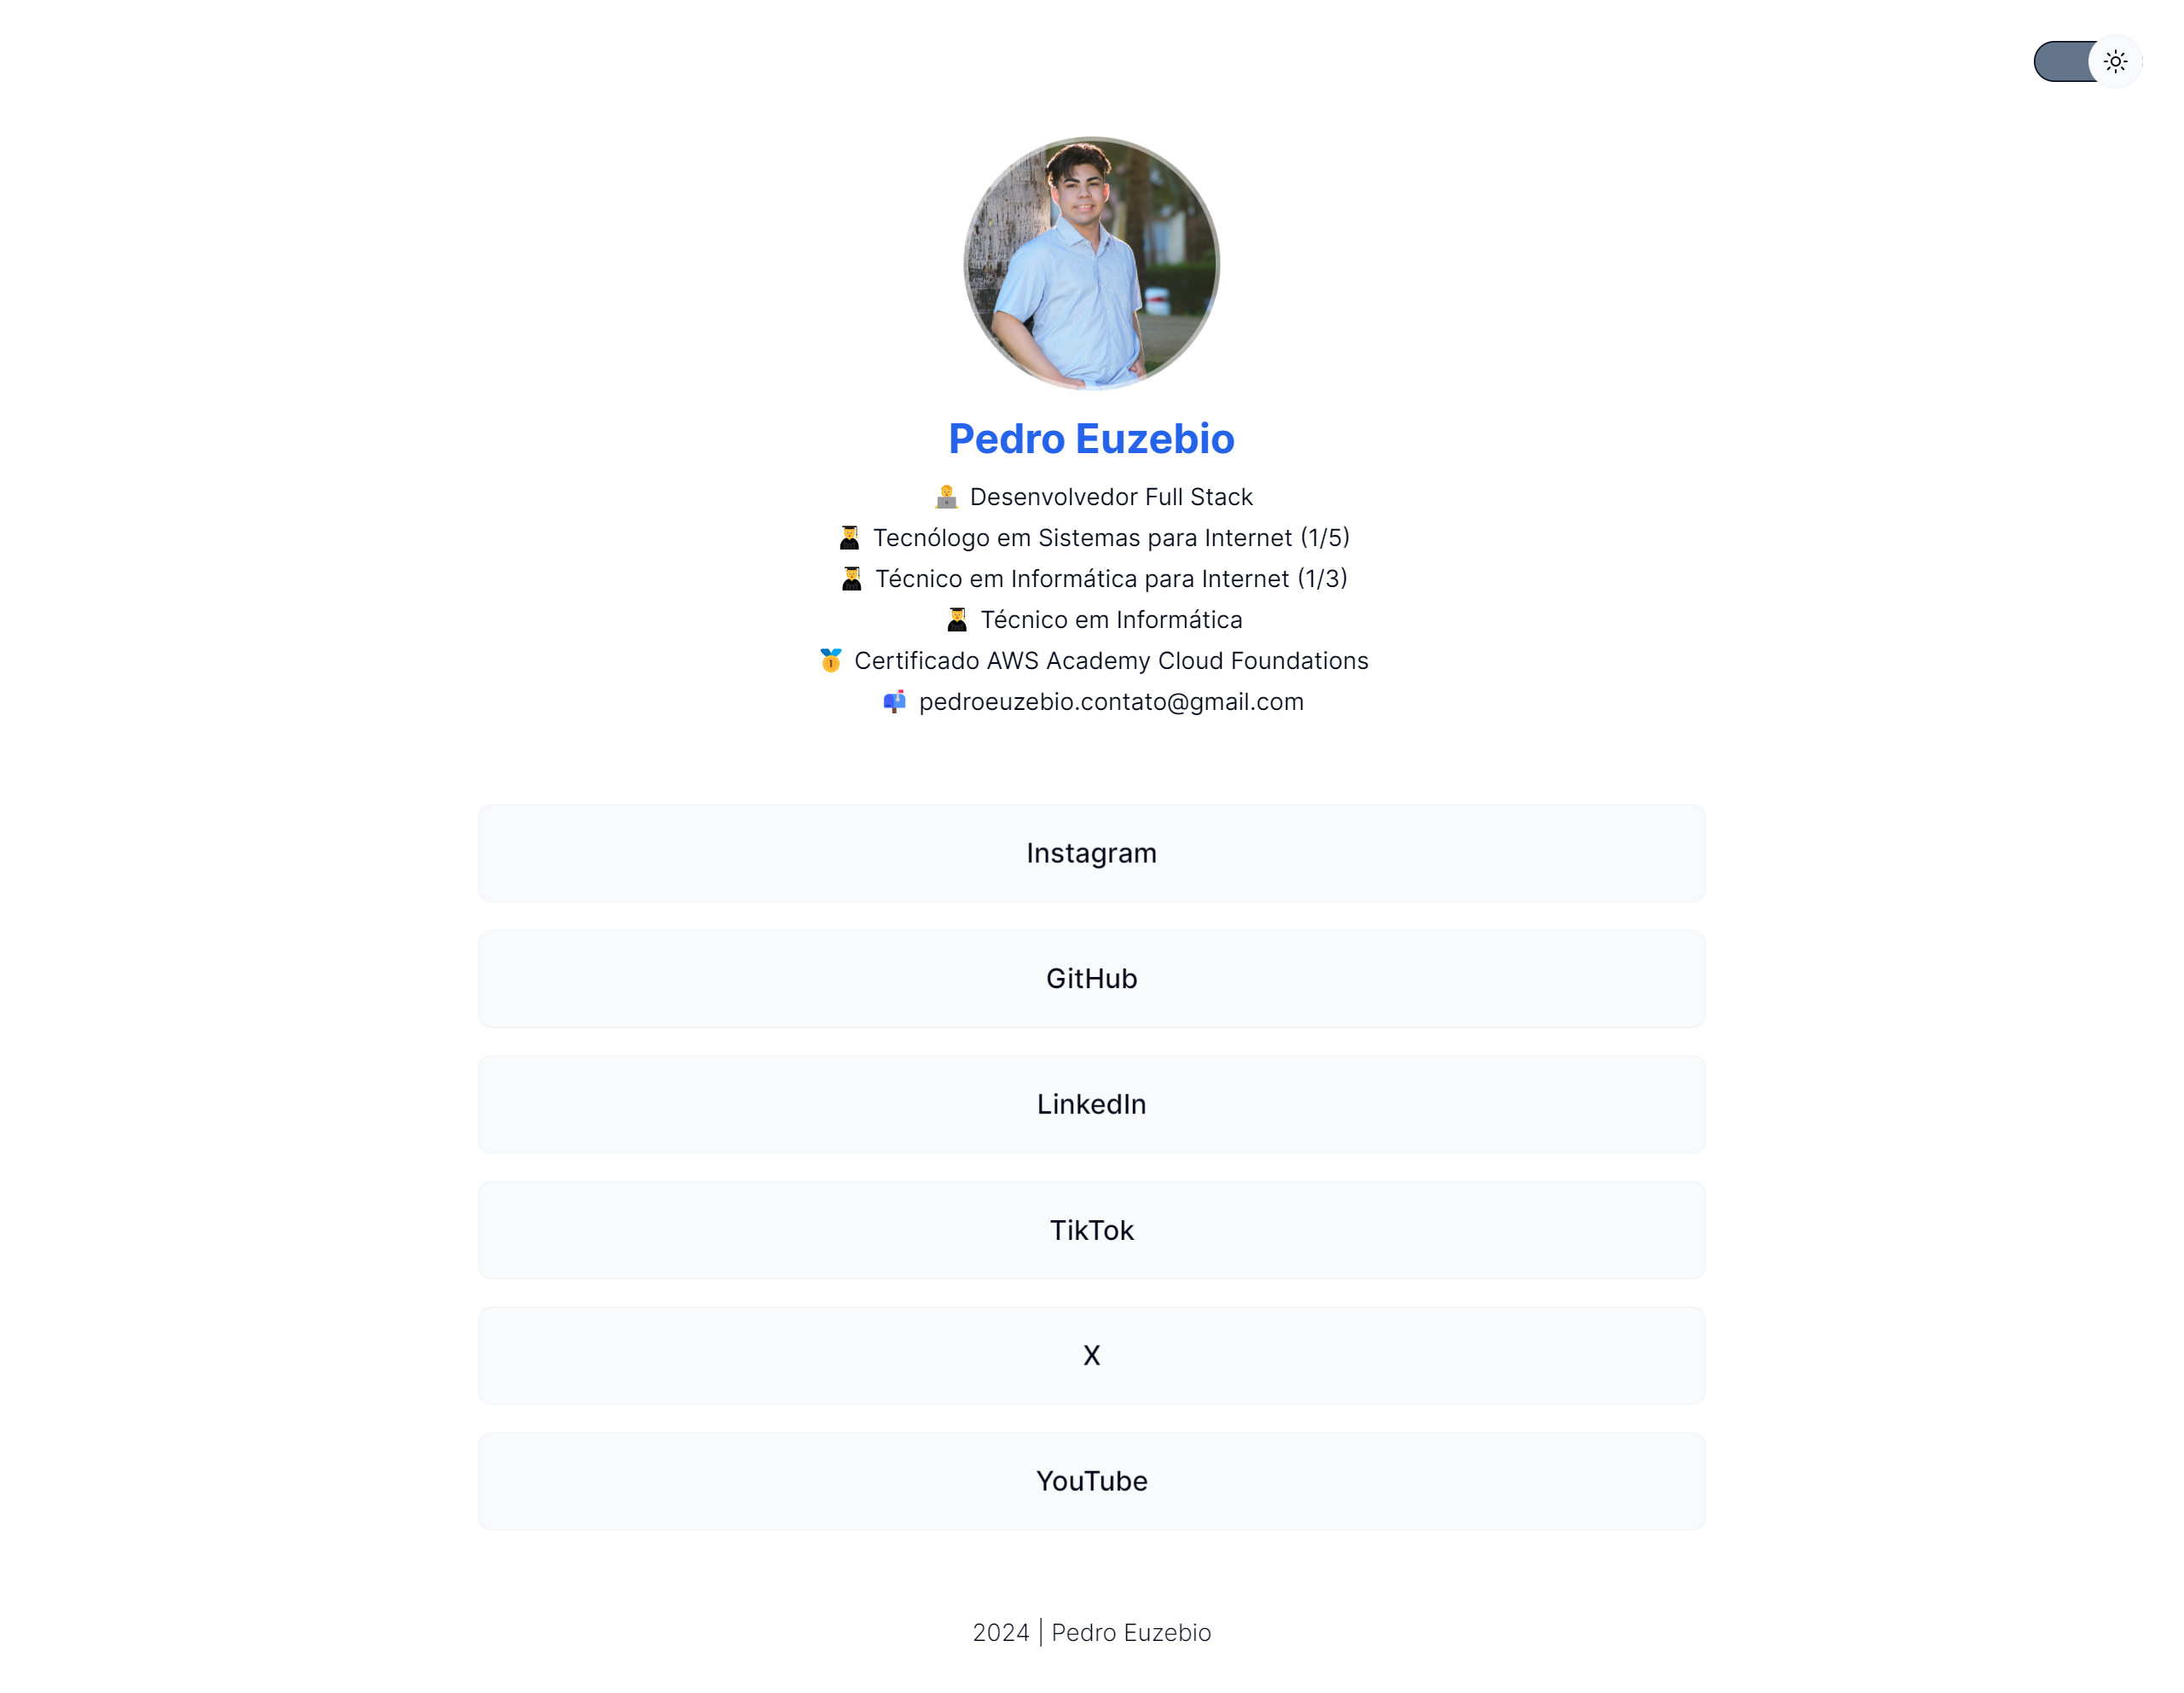 Pedro Euzebio
Desenvolvedor Full Stack
Tecnólogo em Sistemas para Internet (1/5)
Técnico em Informática para Internet (1/3)
Técnico em Informática
Certificado AWS Academy Cloud Foundations
pedroeuzebio.contato@gmail.com
Instagram
GitHub
LinkedIn
TikTok
X
YouTube
2024 | Pedro Euzebio